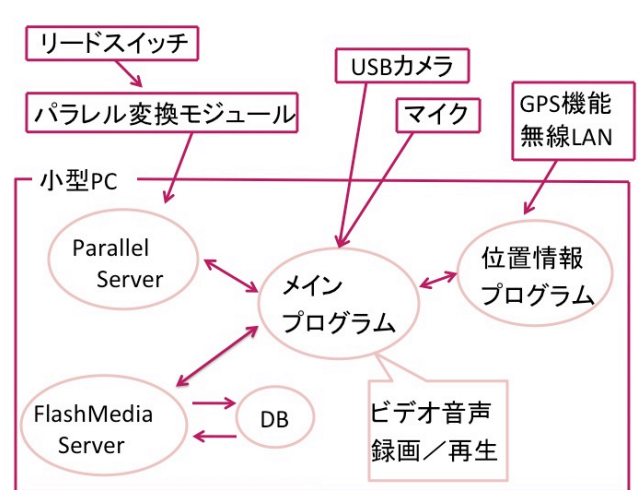 リードスイッチ
パラレル変換モジュール
USBカメラ
マイク
GPS機能
無線LAN
小型PC
Parallel
Server
メイン
プログラム
位置情報
プログラム
FlashMedia
Server
DB
ビデオ音声
録画／再生